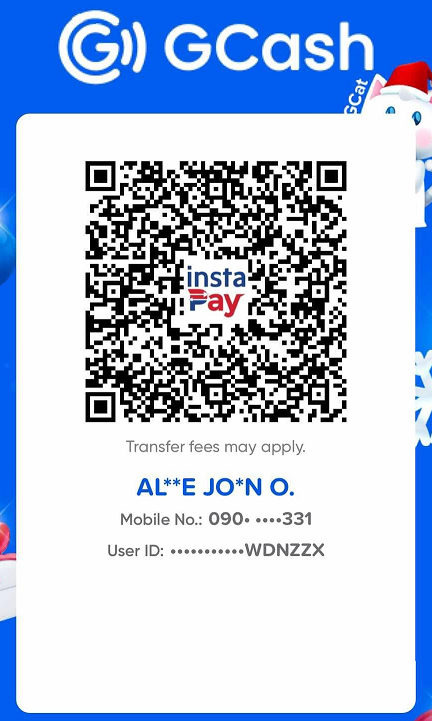 GCash
GCat
insta
Pay
Transfer fees may apply.
AL**E JO*N O.
Mobile No.: 090• ••••331
User ID: •••••••••••WDNZZX